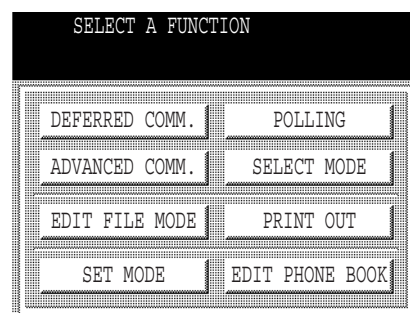 SELECT A FUNCTION
DEFERRED COMM. POLLING
ADVANCED COMM. SELECT MODE
EDIT FILE MODE PRINT OUT
SET MODE EDIT PHONE BOOK